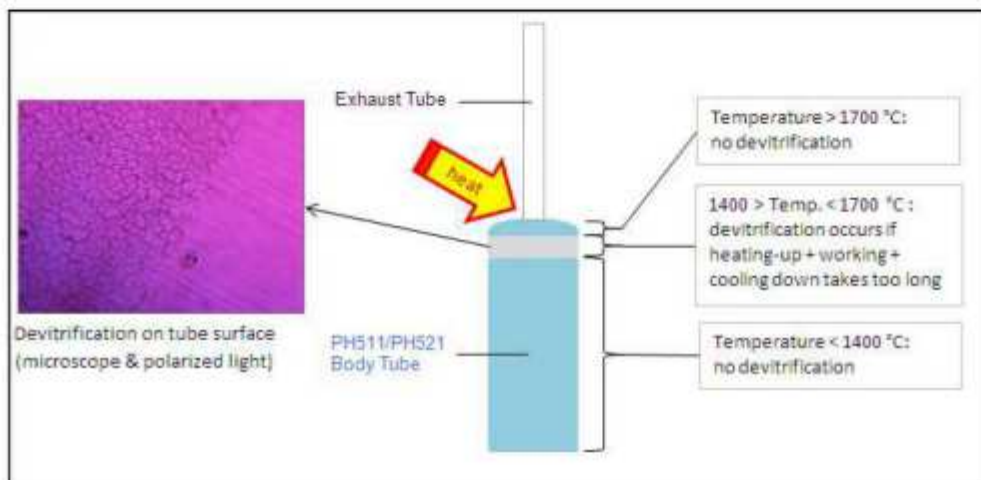 Exhaust Tube
heat
Temperature > 1700 °C:
no devitrification
1400 > Temp. < 1700 °C :
devitrification occurs if
heating-up + working +
cooling down takes too long
Devitrification on tube surface
(microscope & polarized light)
PH511/PH521
Body Tube
Temperature < 1400 °C:
no devitrification